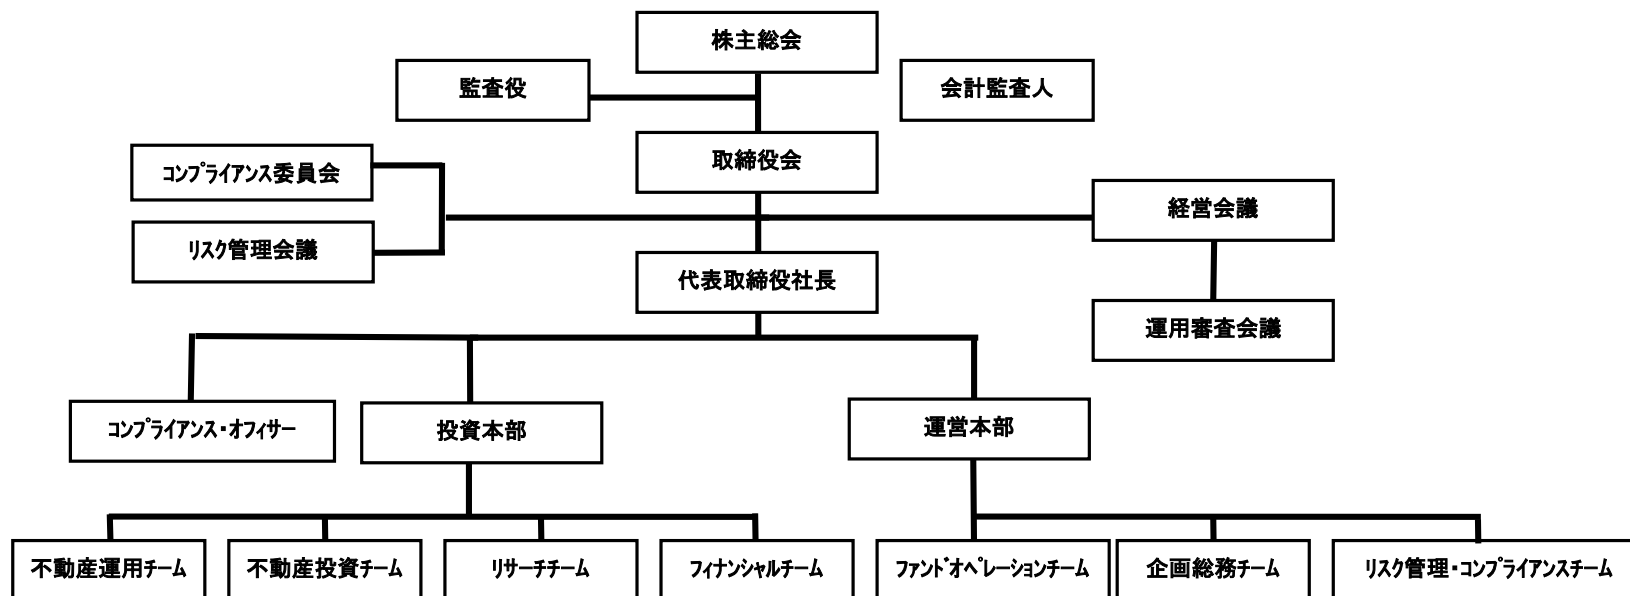 株主総会
監査役
会計監査人
取締役会
ｺﾝﾌﾟﾗｲｱﾝｽ委員会
経営会議
ﾘｽｸ管理会議
代表取締役社長
運用審査会議
ｺﾝﾌﾟﾗｲｱﾝｽ・ｵﾌｨｻｰ
投資本部
運営本部
不動産運用ﾁｰﾑ
不動産投資ﾁｰﾑ
ﾘｻｰﾁﾁｰﾑ
ﾌｨﾅﾝｼｬﾙﾁｰﾑ
ﾌｧﾝﾄﾞｵﾍﾟﾚｰｼｮﾝﾁｰﾑ
企画総務ﾁｰﾑ
ﾘｽｸ管理・ｺﾝﾌﾟﾗｲｱﾝｽﾁｰﾑ